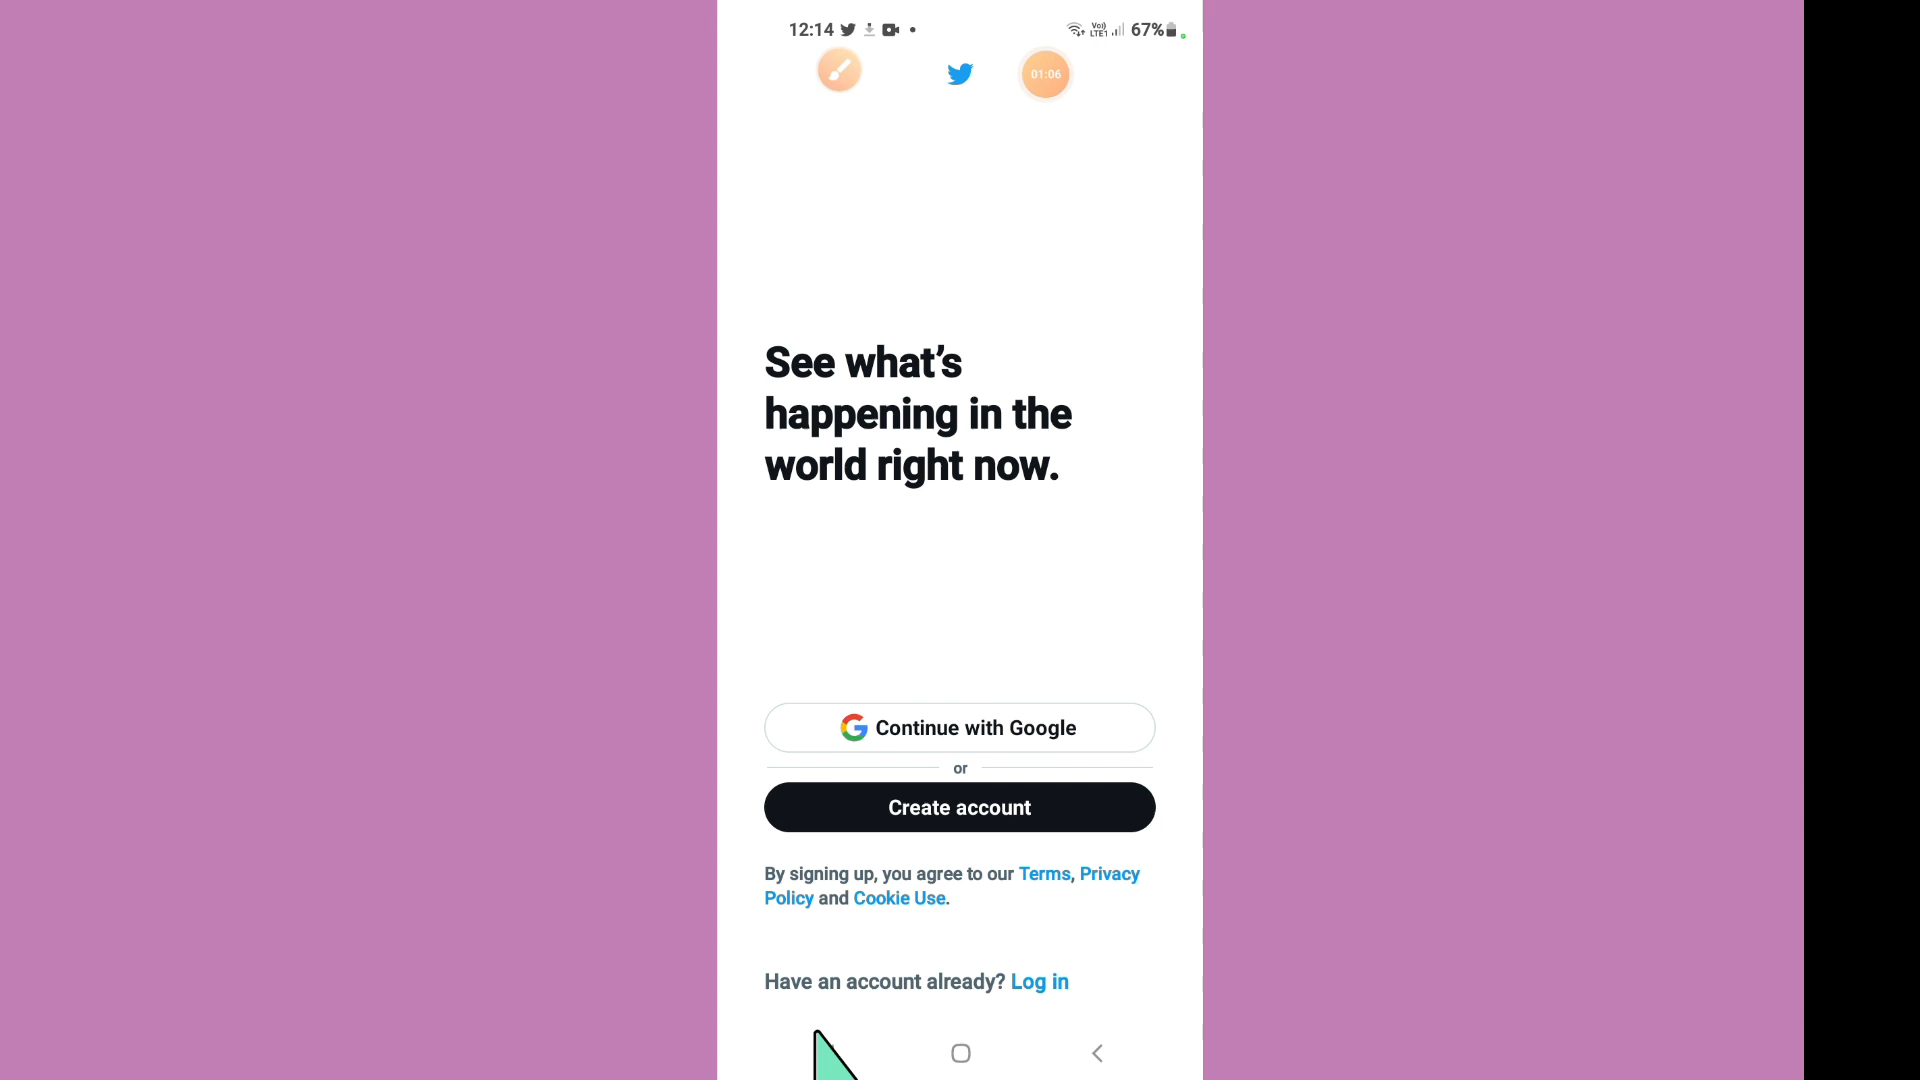 12:14
Vo) LTE1
67%
01:06
See what's
happening in the
world right now.
Continue with Google
or
Create account
By signing up, you agree to our Terms, Privacy
Policy and Cookie Use.
Have an account already? Log in